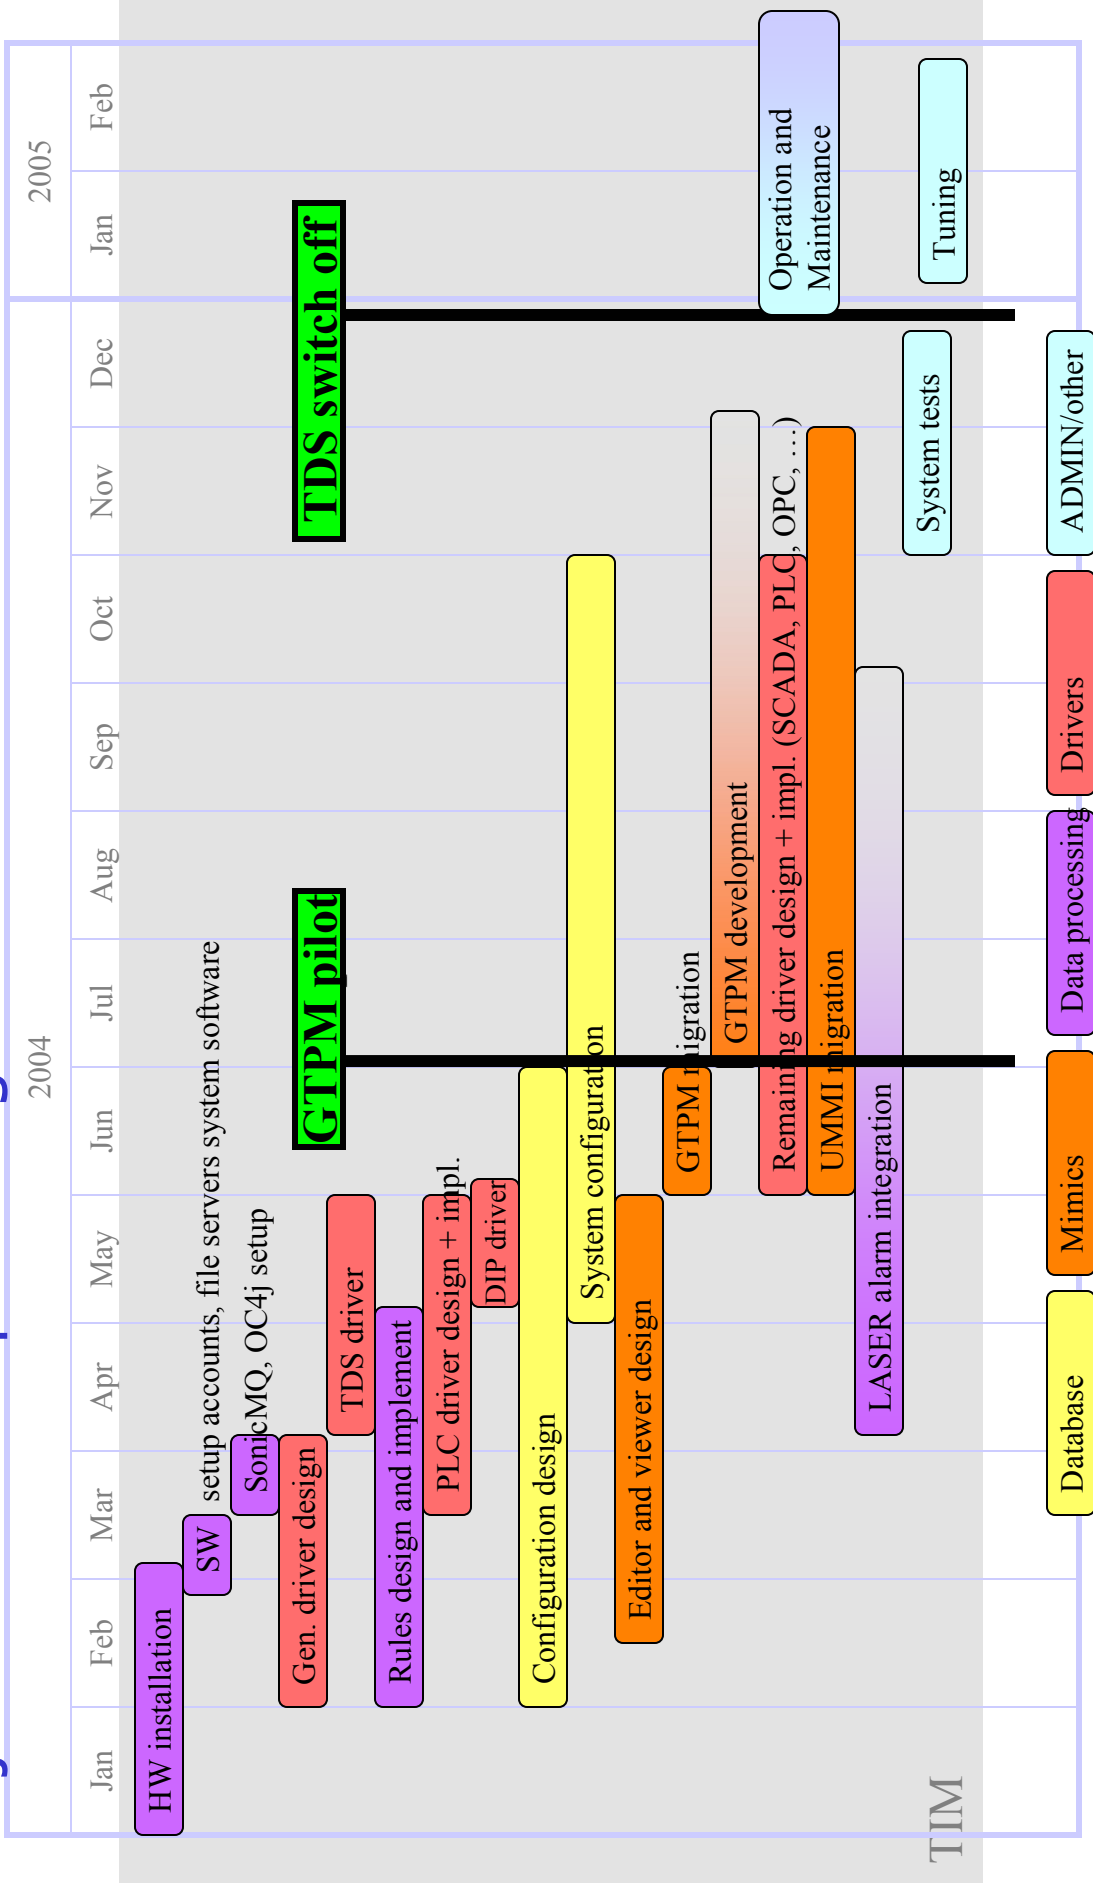 2004
2005
Jan
Feb
Mar
Apr
May
Jun
Jul
Aug
Sep
Oct
Nov
Dec
Jan
Feb
HW installation
SW
setup accounts, file servers system software
SonicMQ, OC4j setup
Gen. driver design
GTPM pilot
TDS switch off
TDS driver
Rules design and implement
PLC driver design + impl.
DIP driver
Configuration design
System configuration
Editor and viewer design
GTPM migration
GTPM development
Remaining driver design + impl. (SCADA, PLC, OPC, …)
Operation and
Maintenance
UMMI migration
LASER alarm integration
System tests
Tuning
TIM
Database
Mimics
Data processing
Drivers
ADMIN/other